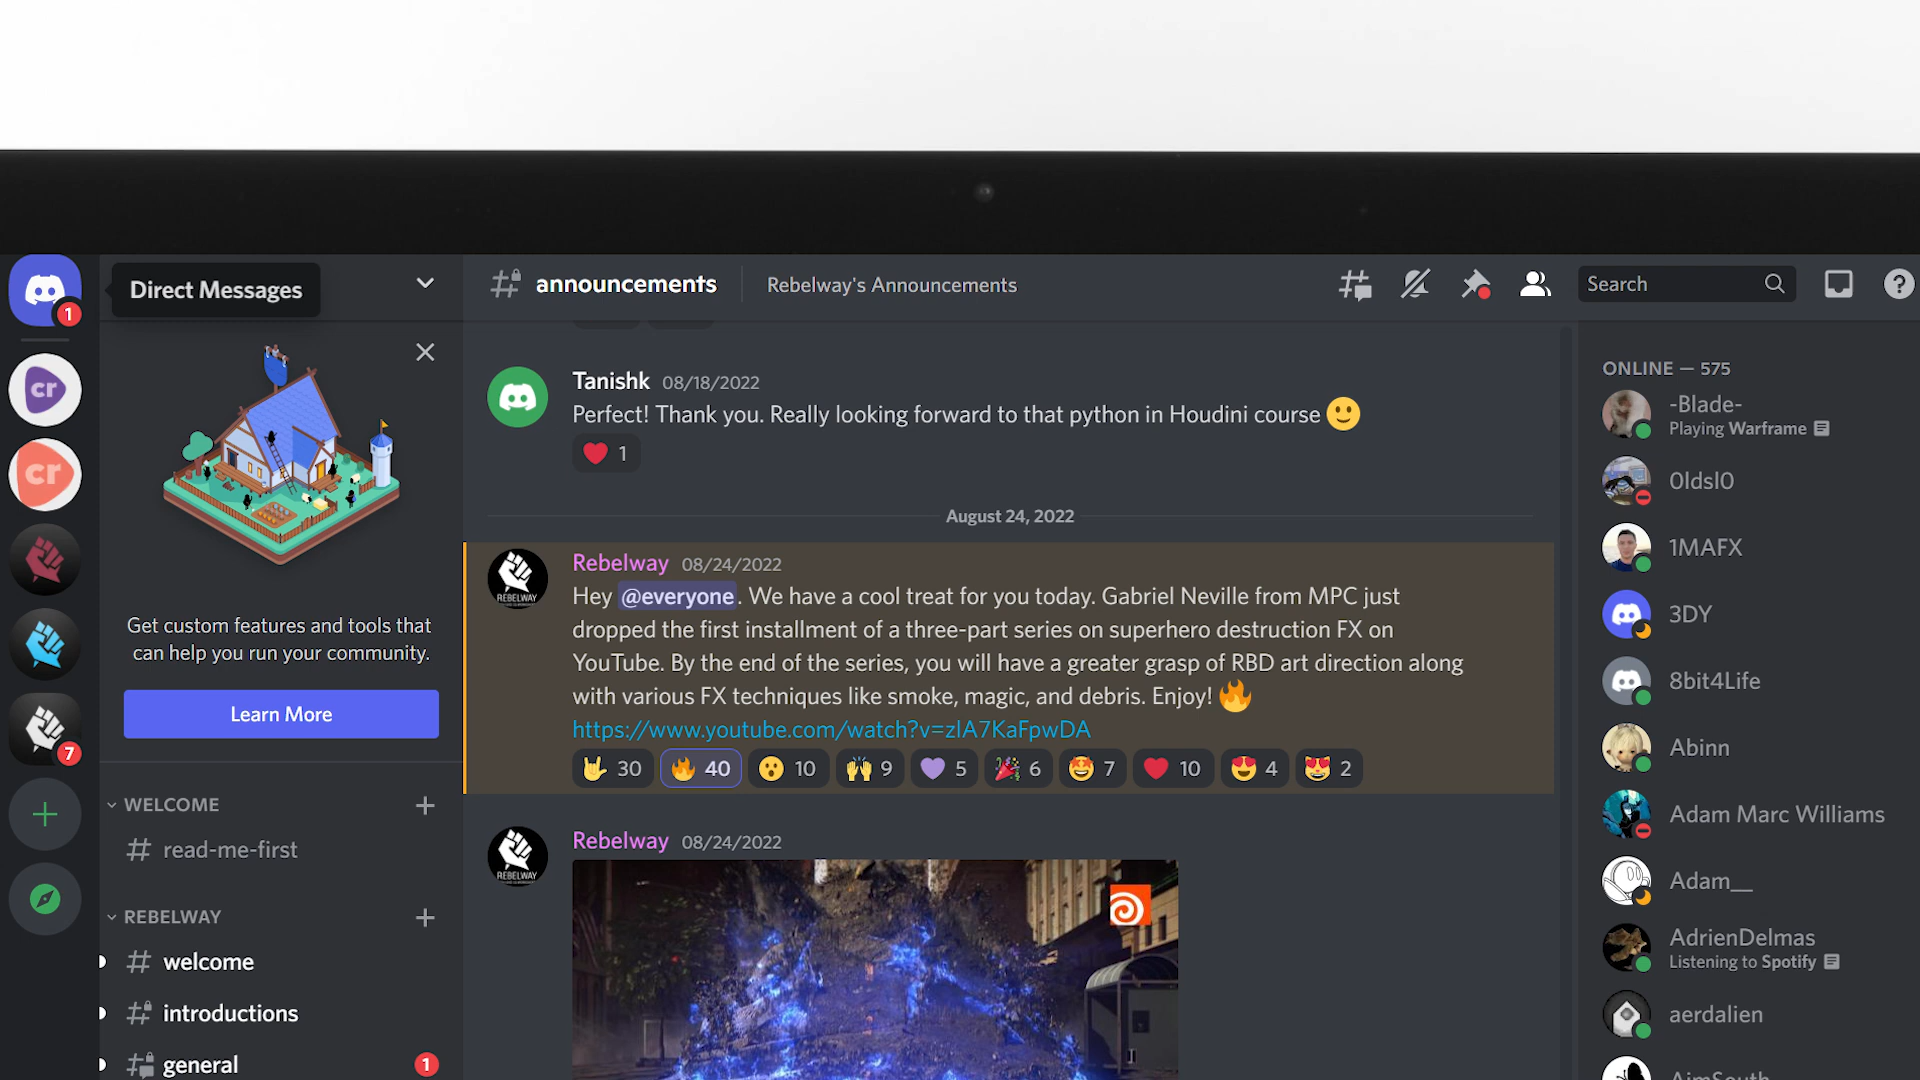 Direct Messages
1
announcements
Rebelway's Announcements
Search
?
cr
cr
Get custom features and tools that
can help you run your community.
Learn More
7
WELCOME
# read-me-first
REBELWAY
# welcome
# introductions
# general
1
Tanishk 08/18/2022
Perfect! Thank you. Really looking forward to that python in Houdini course 🙂
❤️ 1
August 24, 2022
REBELWAY
Rebelway 08/24/2022
Hey @everyone. We have a cool treat for you today. Gabriel Neville from MPC just
dropped the first installment of a three-part series on superhero destruction FX on
YouTube. By the end of the series, you will have a greater grasp of RBD art direction along
with various FX techniques like smoke, magic, and debris. Enjoy! 🔥
https://www.youtube.com/watch?v=zlA7KaFpwDA
🤘 30 🔥 40 😮 10 🙌 9 💜 5 🎉 6 🤩 7 ❤️ 10 😍 4 😻 2
REBELWAY
Rebelway 08/24/2022
ONLINE — 575
-Blade-
Playing Warframe
0ldsl0
1MAFX
3DY
8bit4Life
Abinn
Adam Marc Williams
Adam__
AdrienDelmas
Listening to Spotify
aerdalien